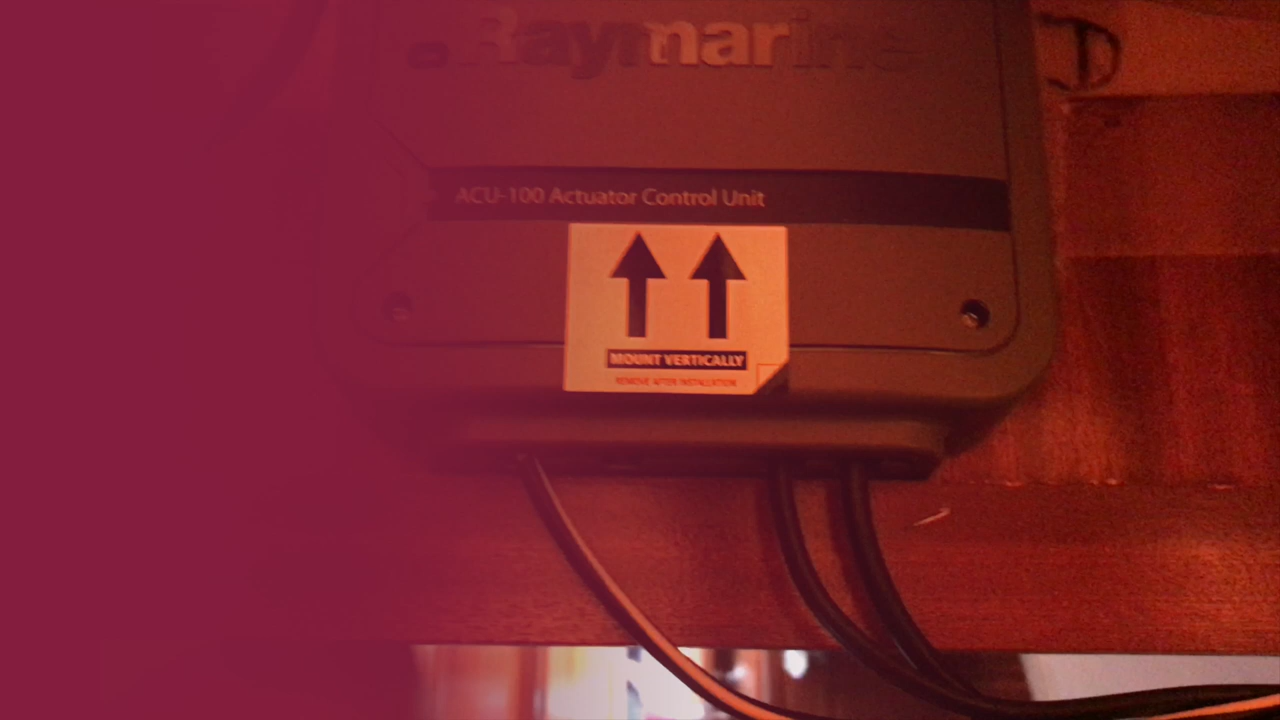 Raymarine
ACU-100 Actuator Control Unit
MOUNT VERTICALLY
REMOVE AFTER INSTALLATION